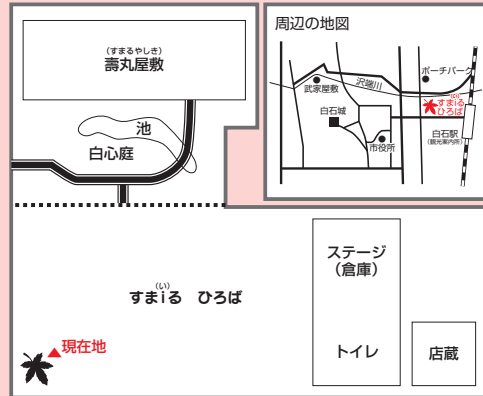 (すまるやしき)
壽丸屋敷
池
白心庭
周辺の地図
武家屋敷
沢端川
ポーチパーク
(い)
すまiる
ひろば
白石城
市役所
白石駅
(観光案内所)
(い)
すまiる ひろば
ステージ
(倉庫)
トイレ
店蔵
現在地